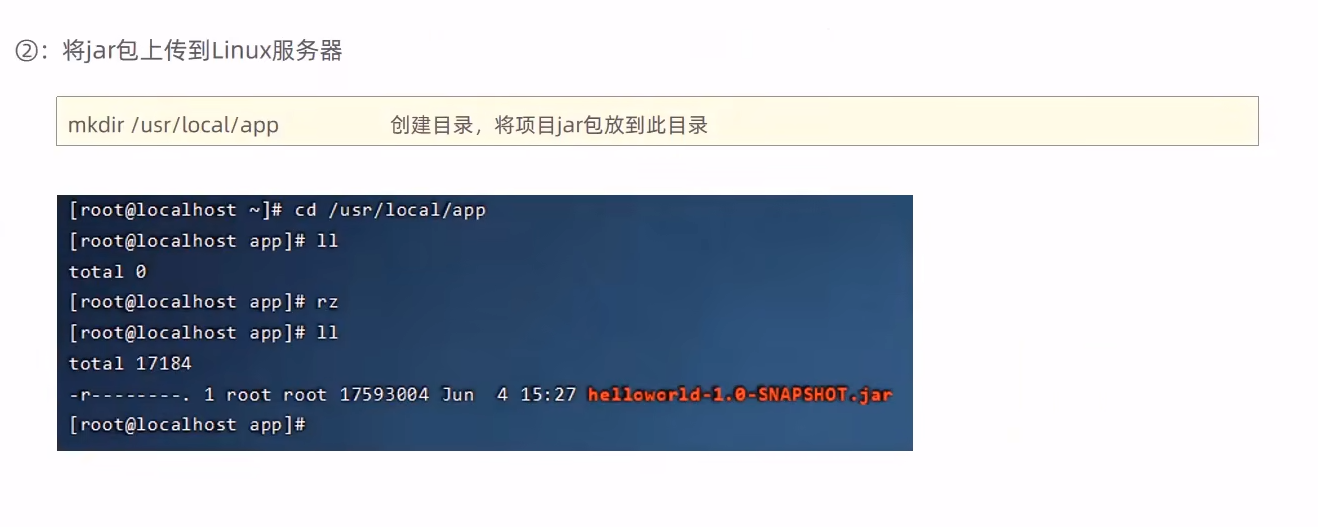 ②：将jar包上传到Linux服务器
mkdir /usr/local/app 创建目录，将项目jar包放到此目录
[root@localhost ~]# cd /usr/local/app
[root@localhost app]# ll
total 0
[root@localhost app]# rz
[root@localhost app]# ll
total 17184
-r--------. 1 root root 17593004 Jun  4 15:27 helloworld-1.0-SNAPSHOT.jar
[root@localhost app]#